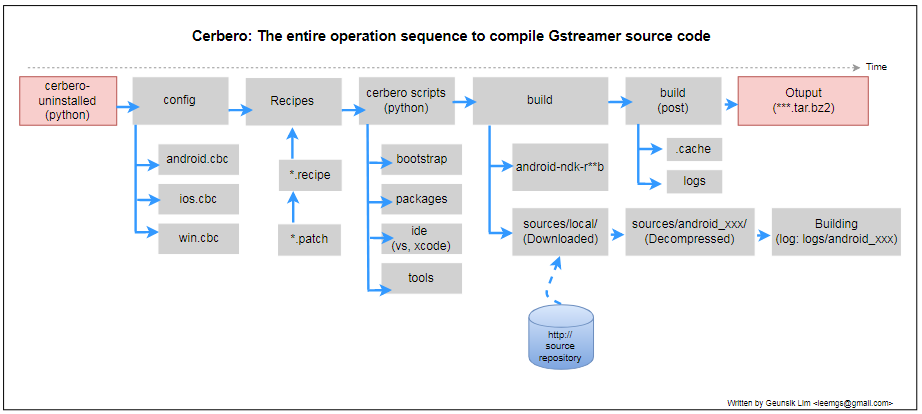 Cerbero: The entire operation sequence to compile Gstreamer source code
Time
cerbero-
uninstalled
(python)
config
Recipes
cerbero scripts
(python)
build
build
(post)
Otuput
(***.tar.bz2)
android.cbc
ios.cbc
win.cbc
*.recipe
*.patch
bootstrap
packages
ide
(vs, xcode)
tools
android-ndk-r**b
.cache
logs
sources/local/
(Downloaded)
sources/android_xxx/
(Decompressed)
Building
(log: logs/android_xxx)
http://
source
repository
Written by Geunsik Lim <leemgs@gmail.com>